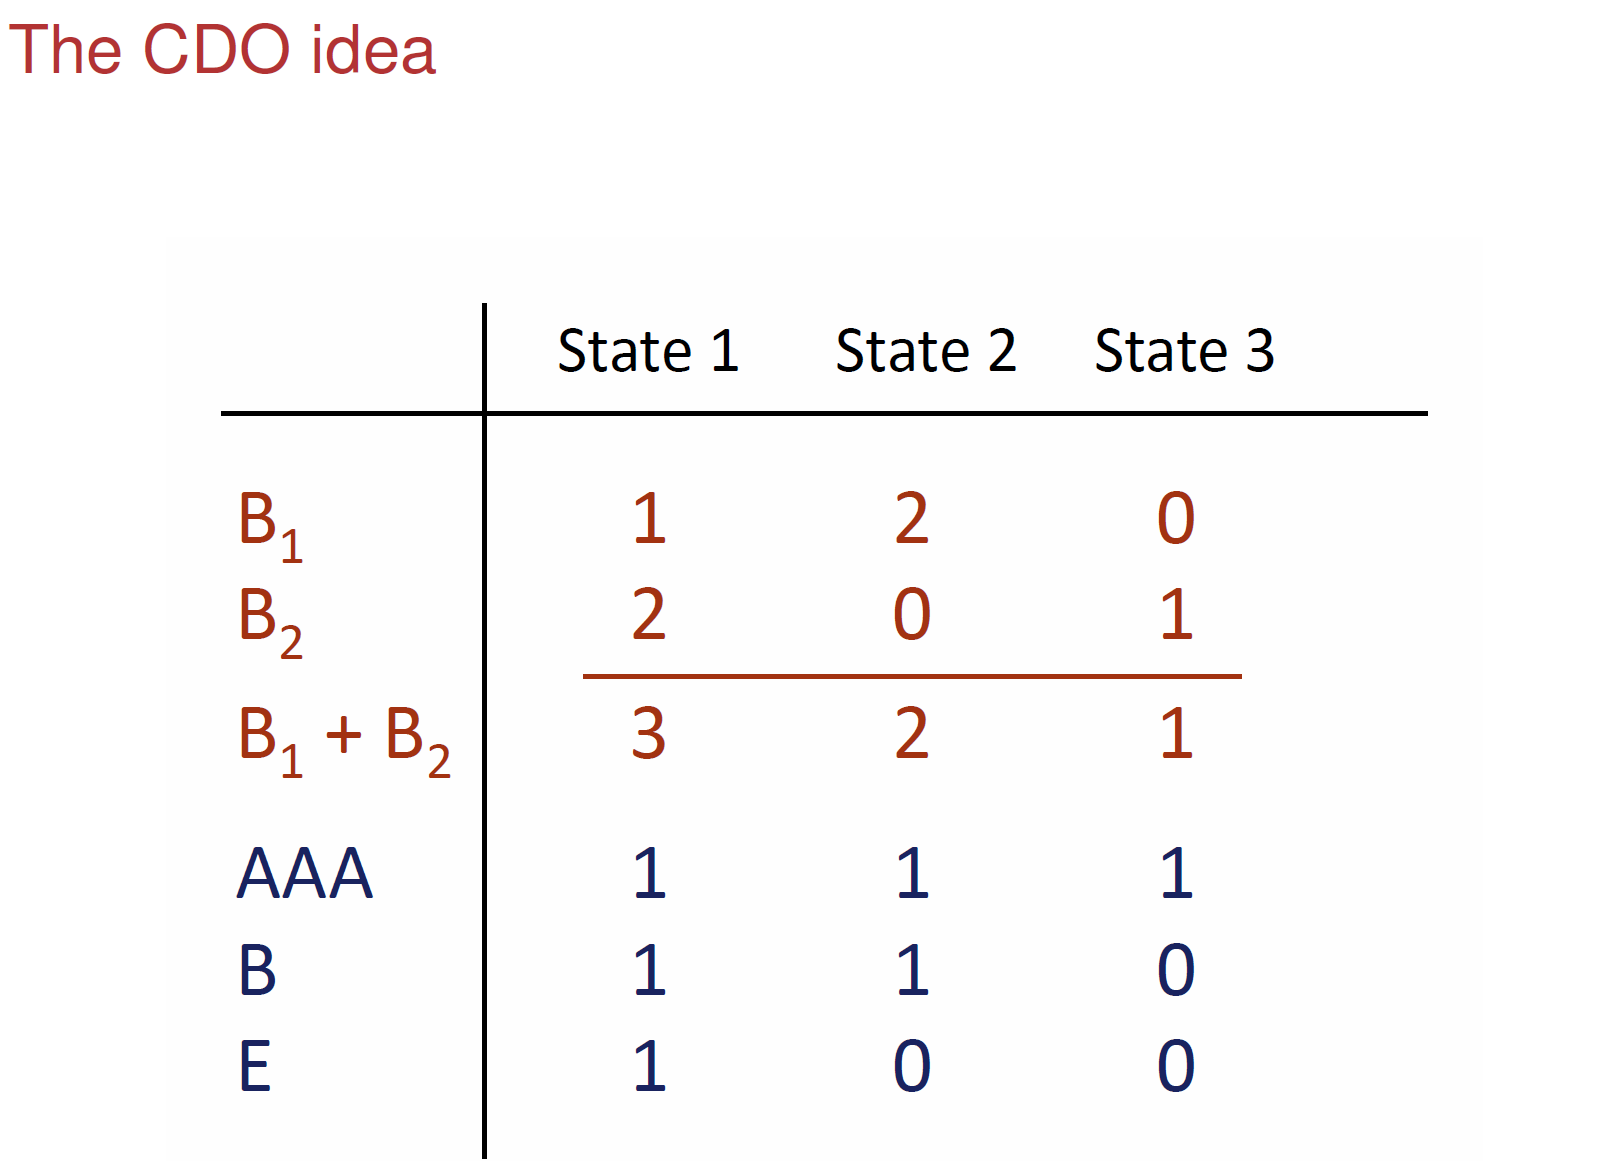 The CDO idea
State 1 State 2 State 3
B₁ 1 2 0
B₂ 2 0 1
B₁ + B₂ 3 2 1
AAA 1 1 1
B 1 1 0
E 1 0 0